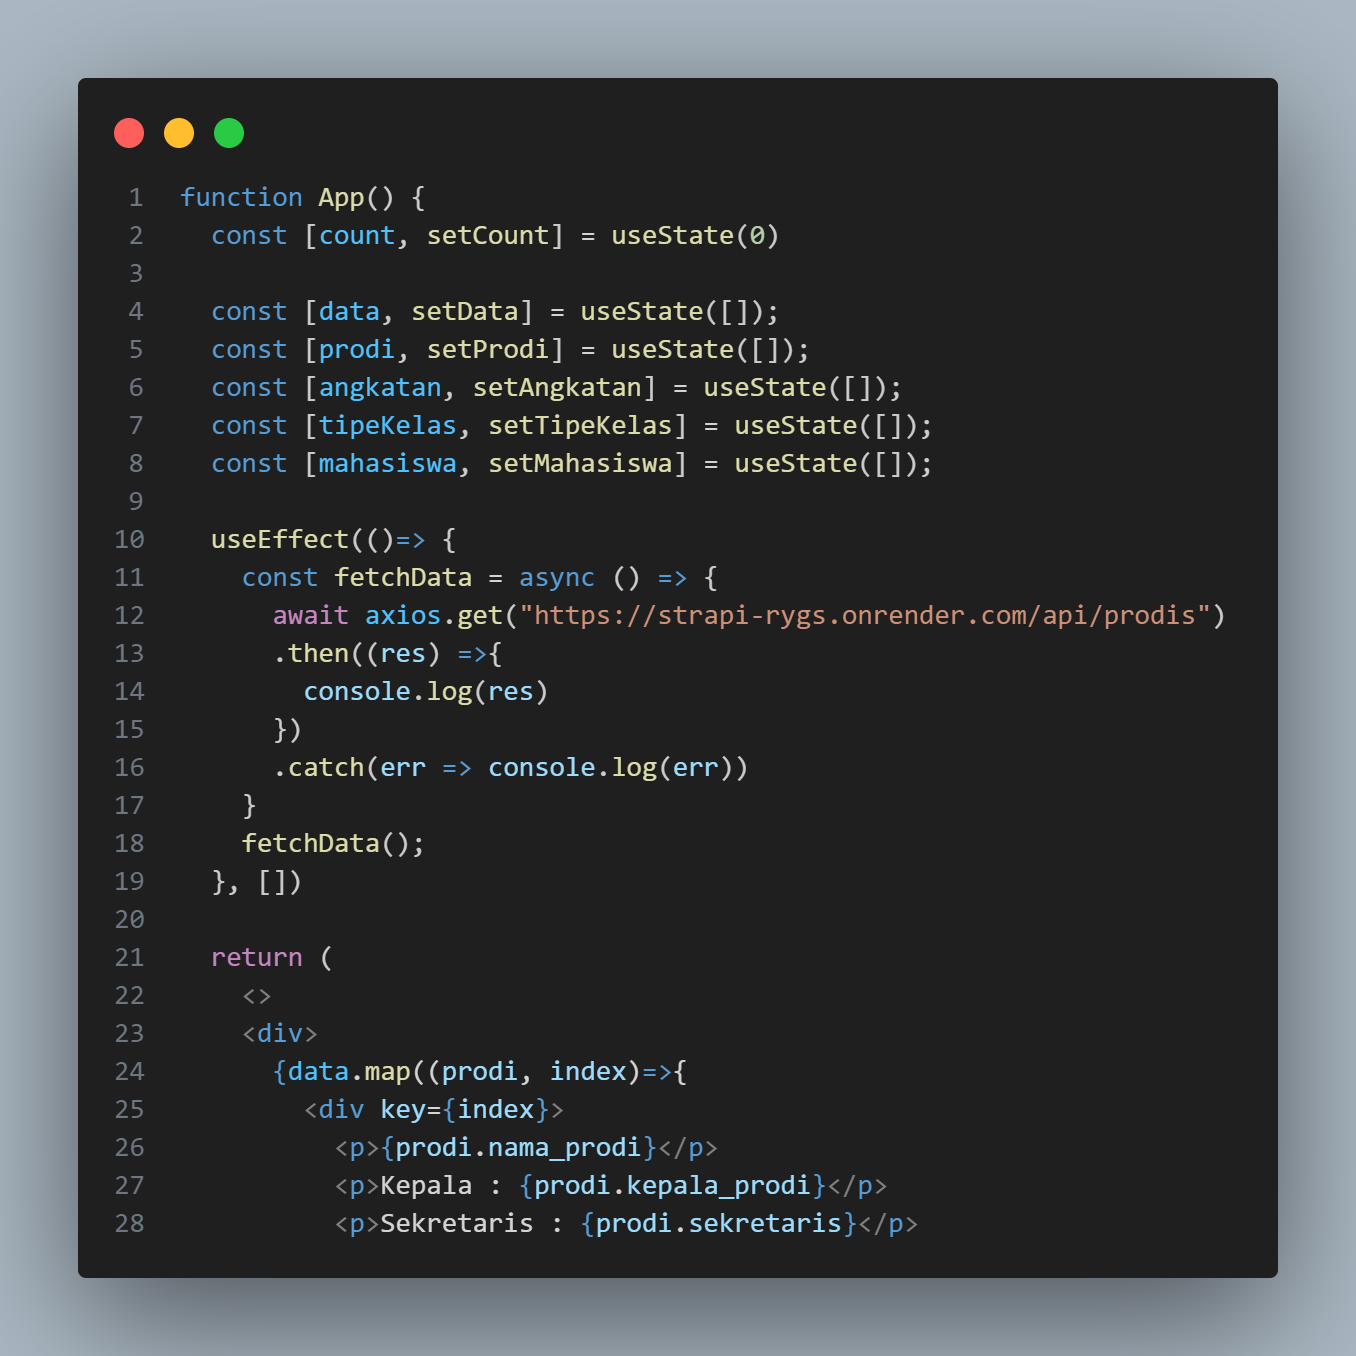 1 function App() {
2   const [count, setCount] = useState(0)
3
4   const [data, setData] = useState([]);
5   const [prodi, setProdi] = useState([]);
6   const [angkatan, setAngkatan] = useState([]);
7   const [tipeKelas, setTipeKelas] = useState([]);
8   const [mahasiswa, setMahasiswa] = useState([]);
9
10   useEffect(()=> {
11     const fetchData = async () => {
12       await axios.get("https://strapi-rygs.onrender.com/api/prodis")
13       .then((res) =>{
14         console.log(res)
15       })
16       .catch(err => console.log(err))
17     }
18     fetchData();
19   }, [])
20
21   return (
22     <>
23     <div>
24       {data.map((prodi, index)=>{
25         <div key={index}>
26           <p>{prodi.nama_prodi}</p>
27           <p>Kepala : {prodi.kepala_prodi}</p>
28           <p>Sekretaris : {prodi.sekretaris}</p>